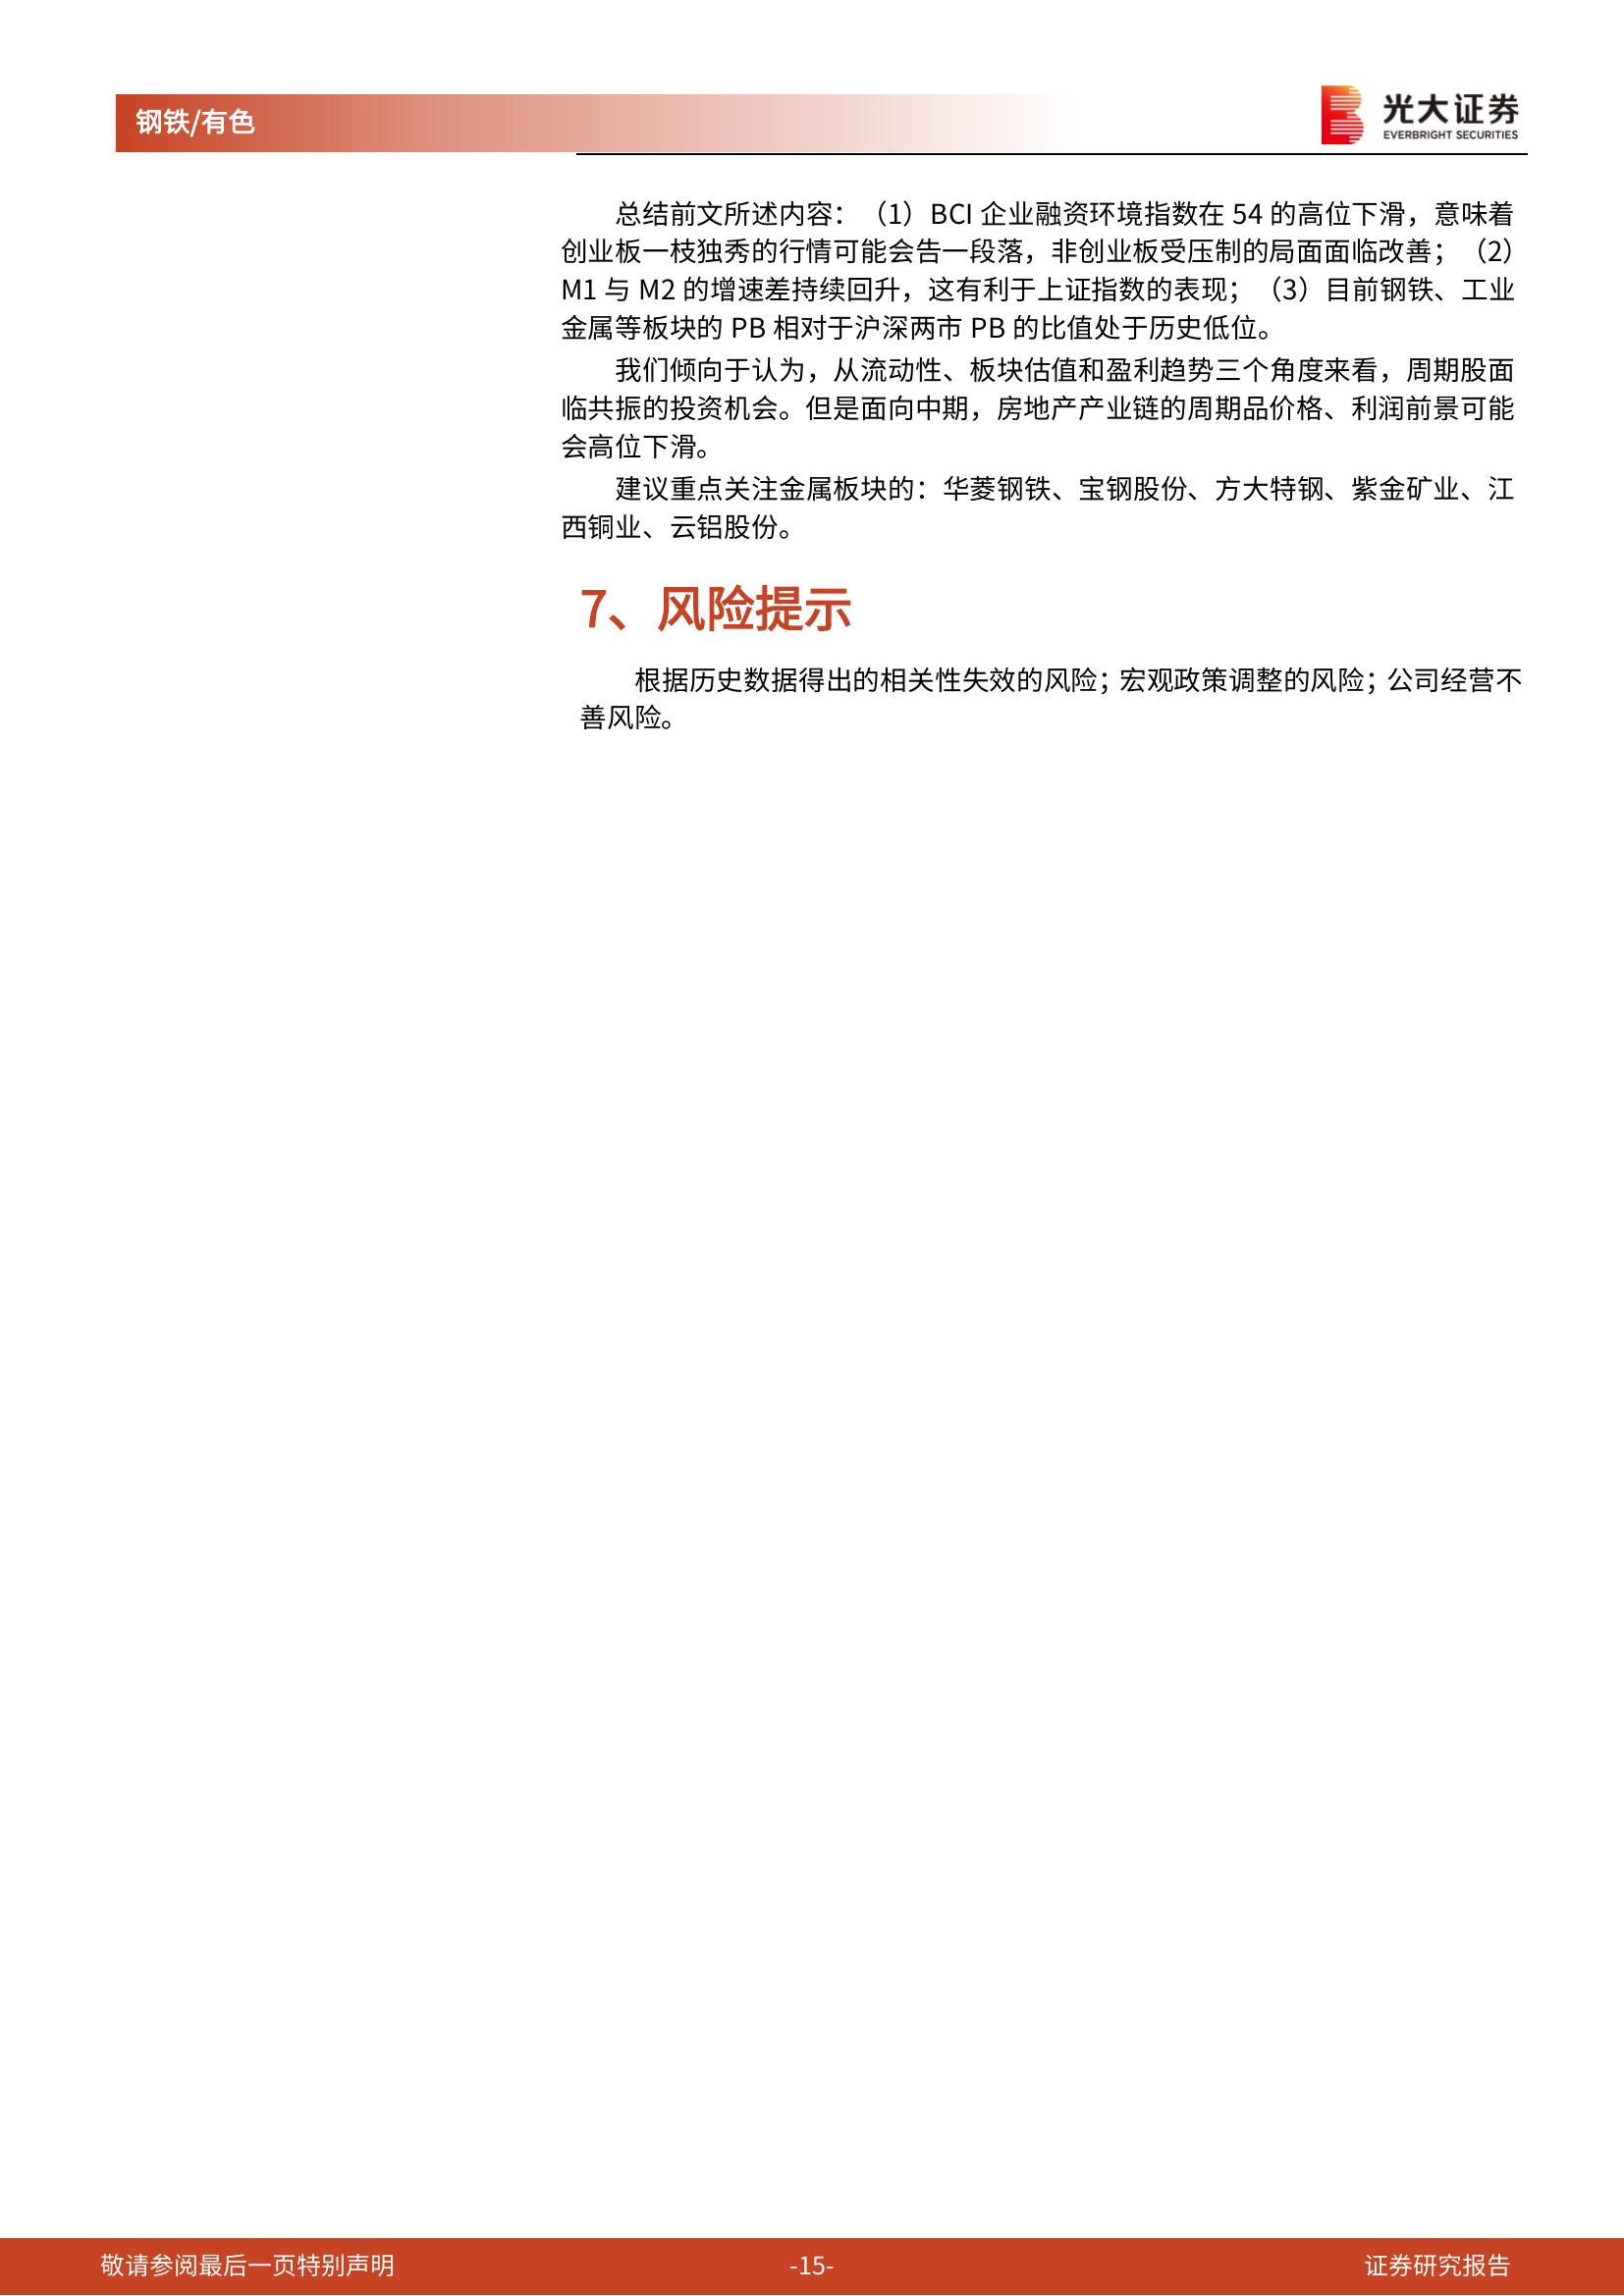 钢铁/有色
光大证券
EVERBRIGHT SECURITIES
总结前文所述内容：（1）BCI 企业融资环境指数在 54 的高位下滑，意味着
创业板一枝独秀的行情可能会告一段落，非创业板受压制的局面面临改善；（2）
M1 与 M2 的增速差持续回升，这有利于上证指数的表现；（3）目前钢铁、工业
金属等板块的 PB 相对于沪深两市 PB 的比值处于历史低位。
我们倾向于认为，从流动性、板块估值和盈利趋势三个角度来看，周期股面
临共振的投资机会。但是面向中期，房地产产业链的周期品价格、利润前景可能
会高位下滑。
建议重点关注金属板块的：华菱钢铁、宝钢股份、方大特钢、紫金矿业、江
西铜业、云铝股份。
7、风险提示
根据历史数据得出的相关性失效的风险；宏观政策调整的风险；公司经营不
善风险。
敬请参阅最后一页特别声明
-15-
证券研究报告